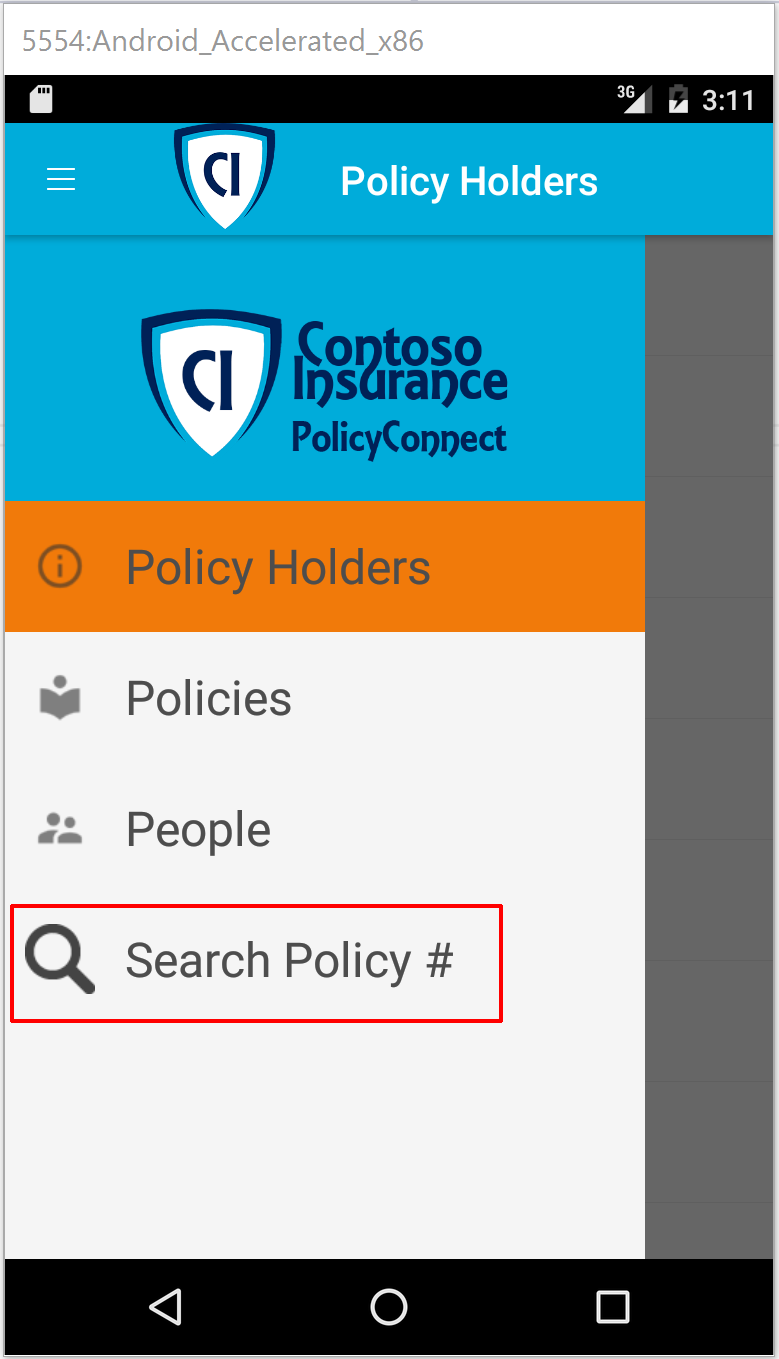 5554:Android_Accelerated_x86
3G 3:11
CI Policy Holders
CI Contoso
Insurance
PolicyConnect
Policy Holders
Policies
People
Search Policy #